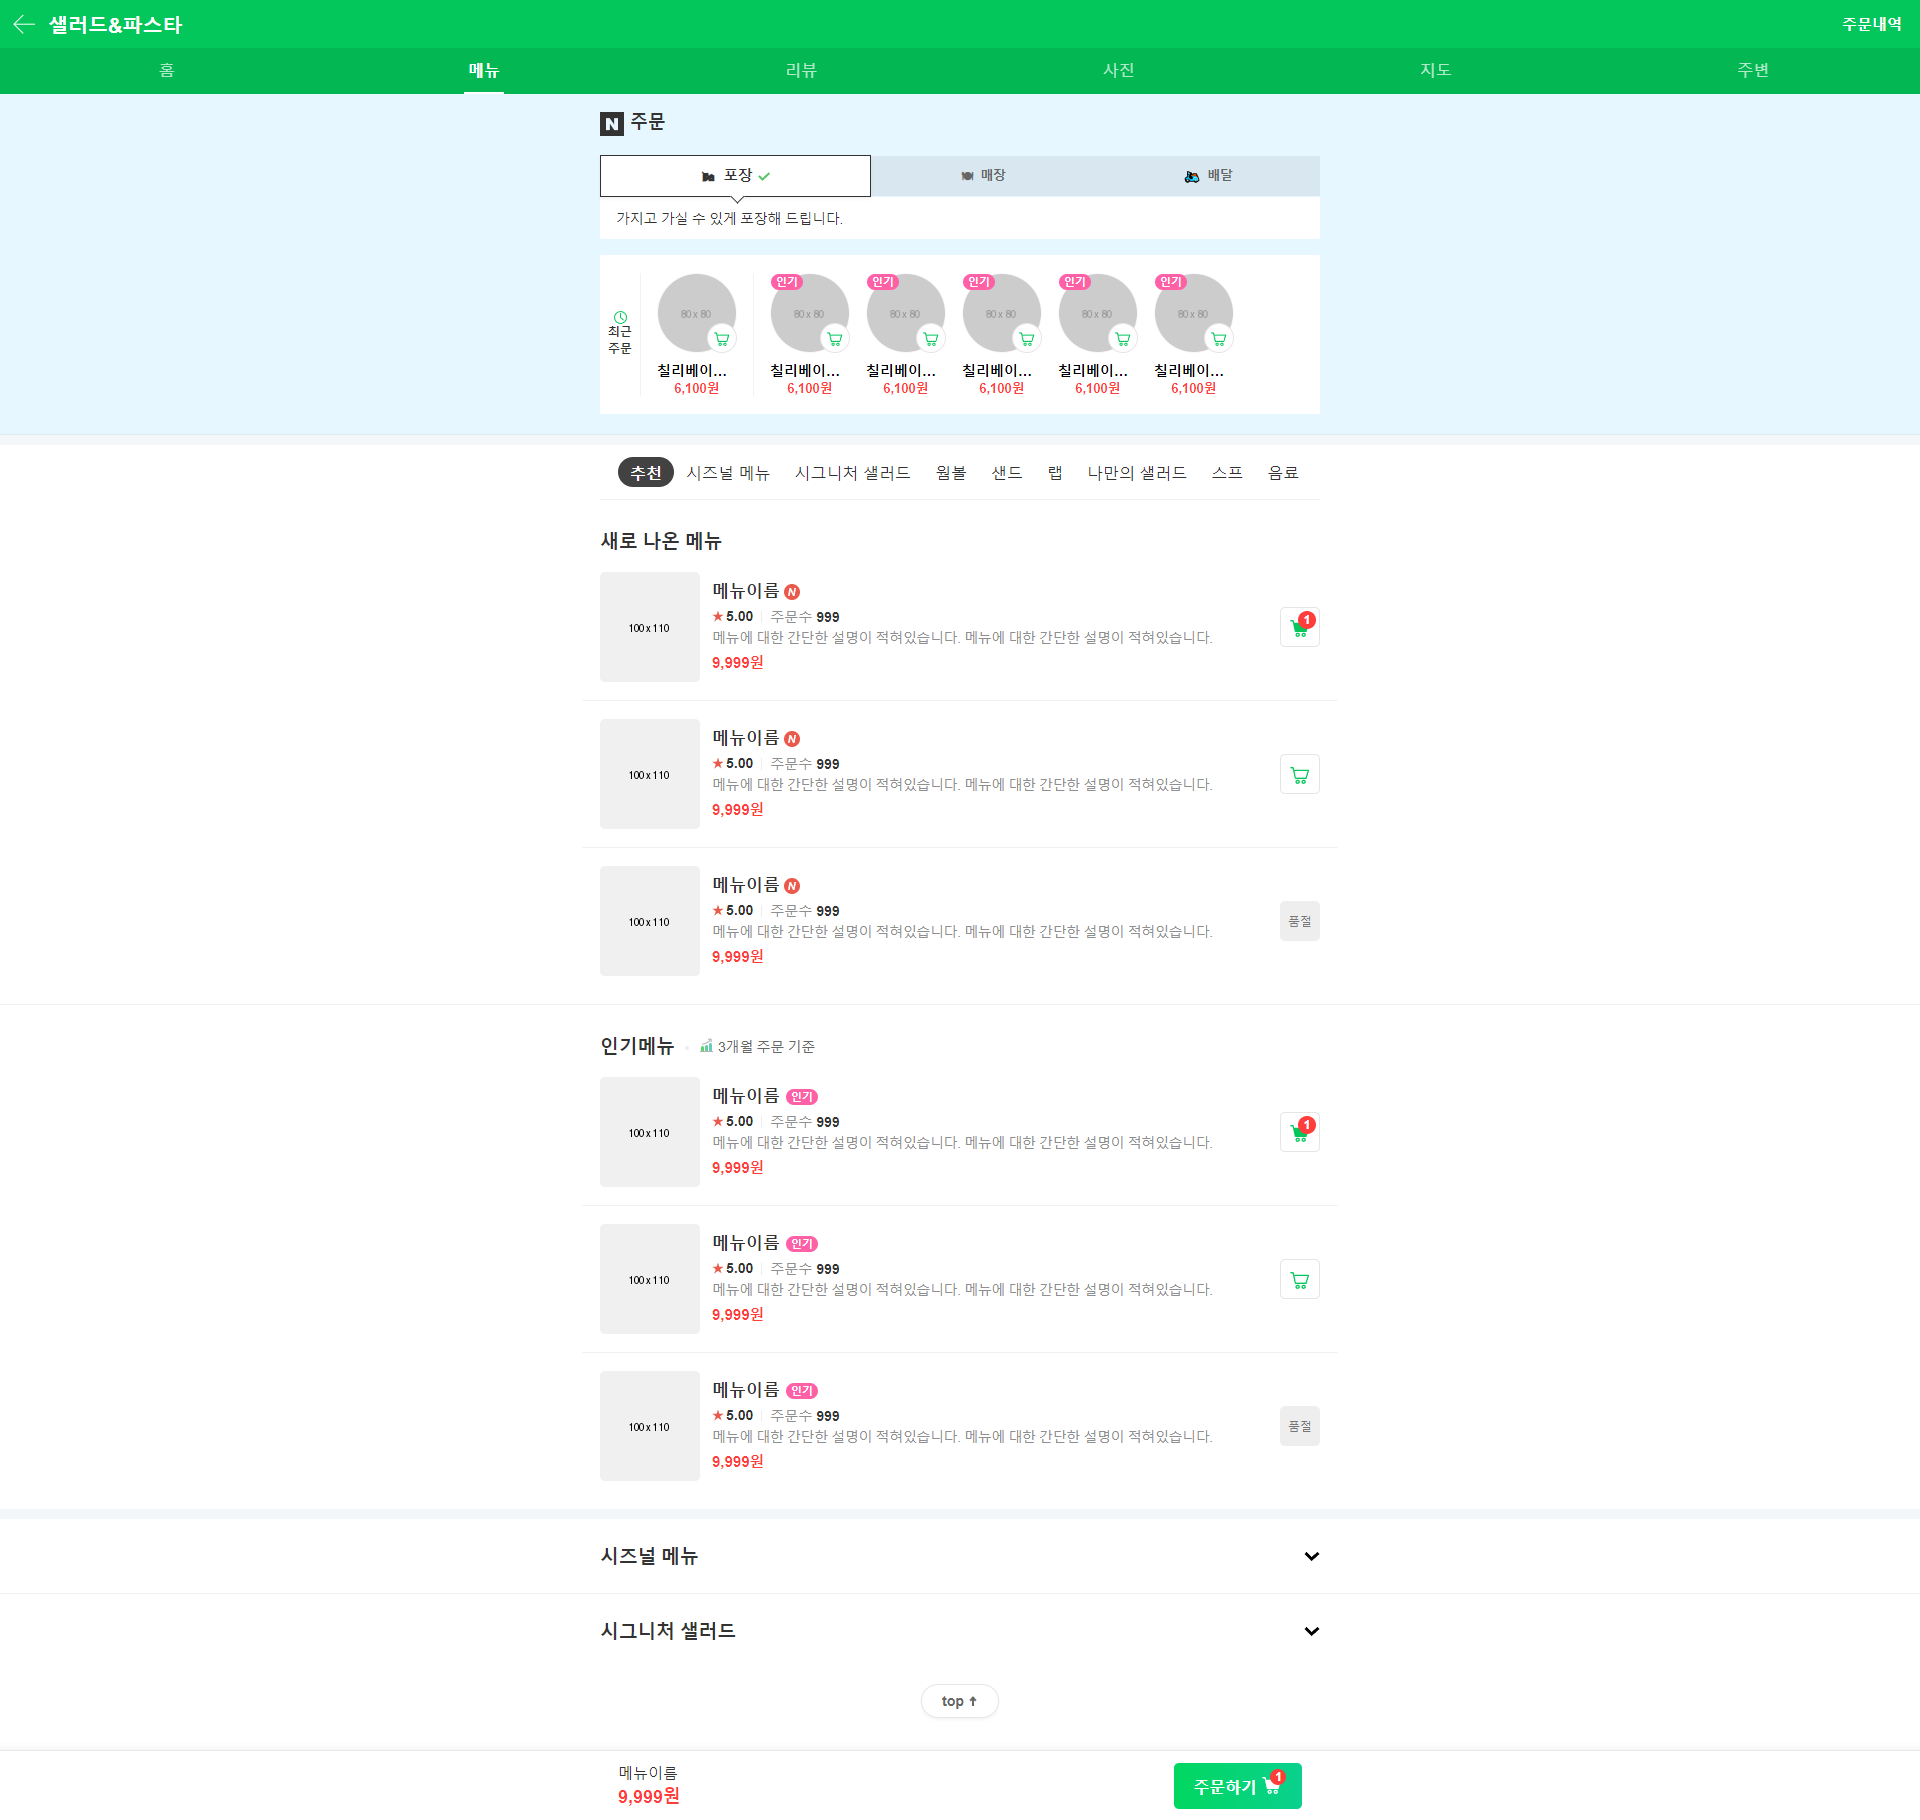 샐러드&파스타
주문내역
홈 메뉴 리뷰 사진 지도 주변
N 주문
포장 매장 배달
가지고 가실 수 있게 포장해 드립니다.
최근
주문
80 x 80
칠리베이...
6,100원
인기
80 x 80
칠리베이...
6,100원
인기
80 x 80
칠리베이...
6,100원
인기
80 x 80
칠리베이...
6,100원
인기
80 x 80
칠리베이...
6,100원
인기
80 x 80
칠리베이...
6,100원
추천 시즈널 메뉴 시그니처 샐러드 웜볼 샌드 랩 나만의 샐러드 스프 음료
새로 나온 메뉴
100 x 110
메뉴이름 N
★5.00 주문수 999
메뉴에 대한 간단한 설명이 적혀있습니다. 메뉴에 대한 간단한 설명이 적혀있습니다.
9,999원
1
100 x 110
메뉴이름 N
★5.00 주문수 999
메뉴에 대한 간단한 설명이 적혀있습니다. 메뉴에 대한 간단한 설명이 적혀있습니다.
9,999원
100 x 110
메뉴이름 N
★5.00 주문수 999
메뉴에 대한 간단한 설명이 적혀있습니다. 메뉴에 대한 간단한 설명이 적혀있습니다.
9,999원
품절
인기메뉴 3개월 주문 기준
100 x 110
메뉴이름 인기
★5.00 주문수 999
메뉴에 대한 간단한 설명이 적혀있습니다. 메뉴에 대한 간단한 설명이 적혀있습니다.
9,999원
1
100 x 110
메뉴이름 인기
★5.00 주문수 999
메뉴에 대한 간단한 설명이 적혀있습니다. 메뉴에 대한 간단한 설명이 적혀있습니다.
9,999원
100 x 110
메뉴이름 인기
★5.00 주문수 999
메뉴에 대한 간단한 설명이 적혀있습니다. 메뉴에 대한 간단한 설명이 적혀있습니다.
9,999원
품절
시즈널 메뉴
시그니처 샐러드
top ↑
메뉴이름
9,999원
주문하기 1